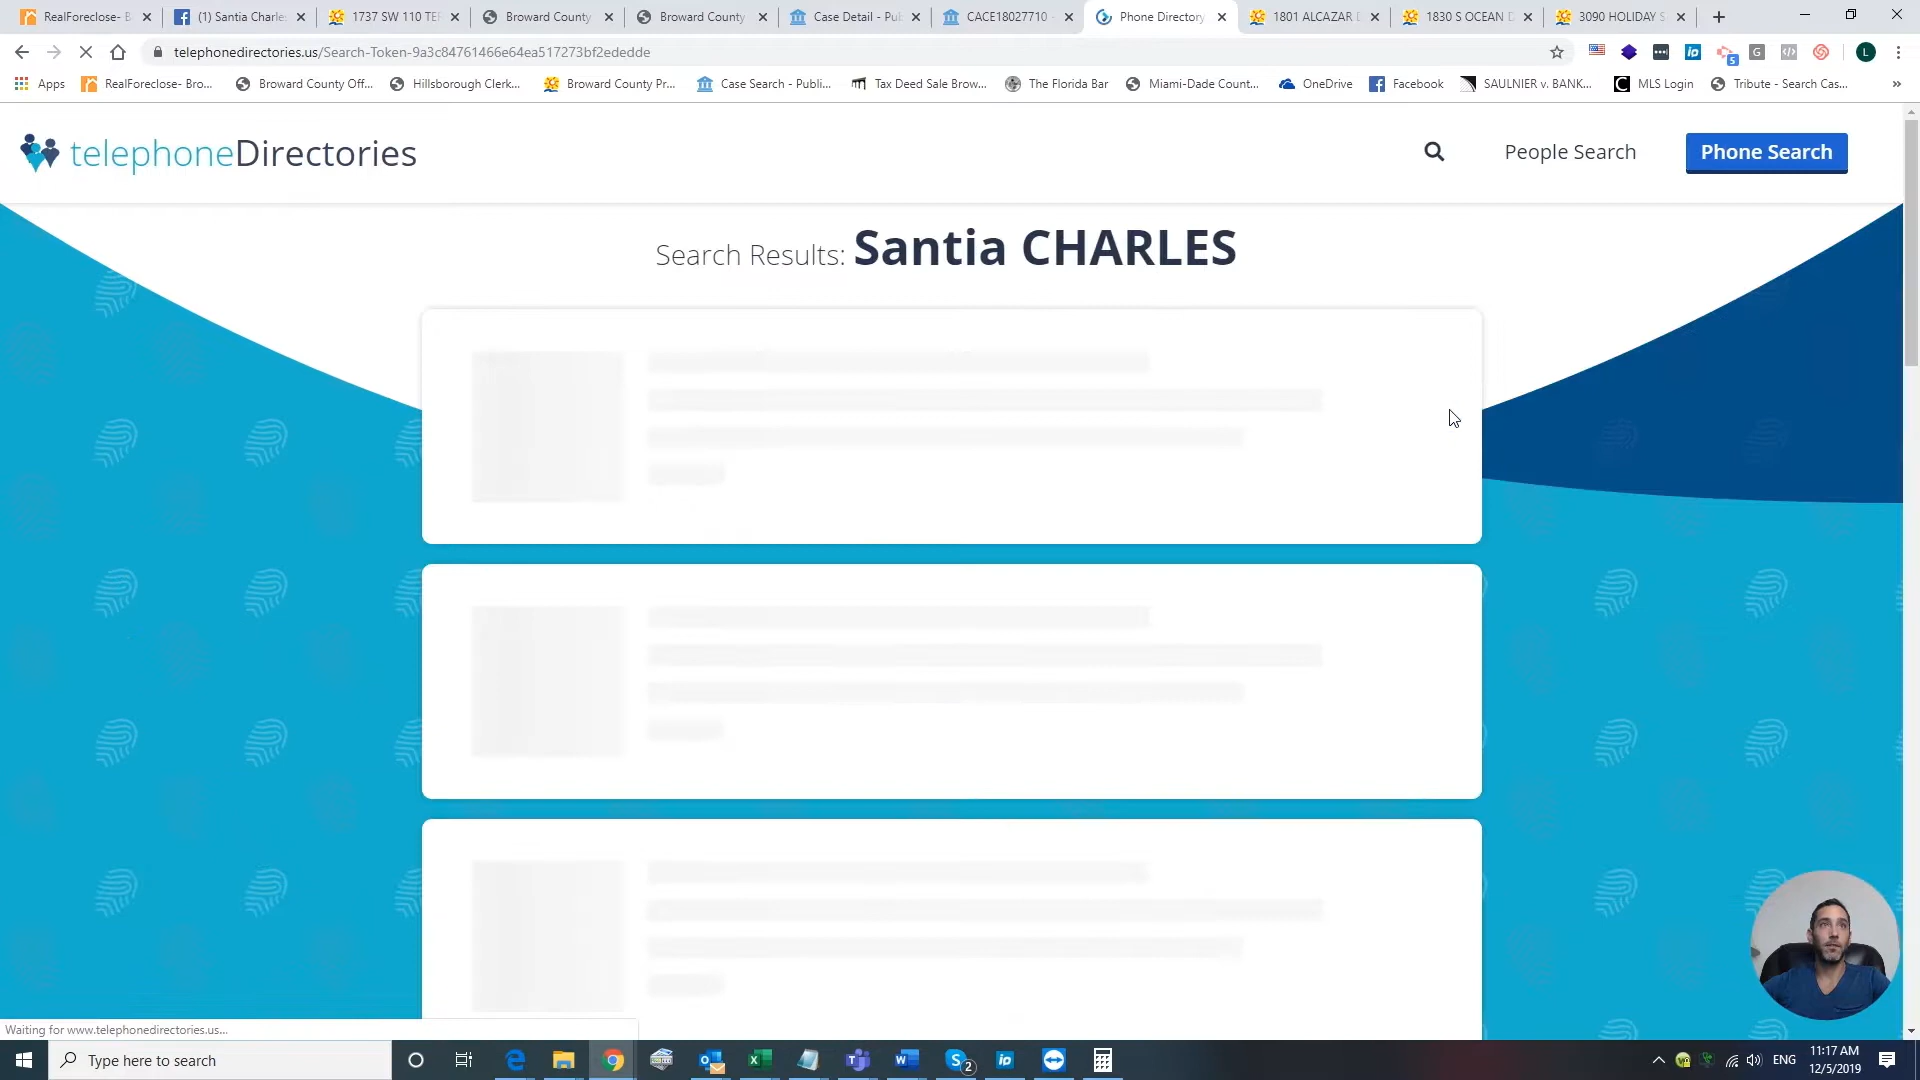 RealForeclose- B
(1) Santia Charle
1737 SW 110 TER
Broward County
Broward County
Case Detail - Pub
CACE18027710 -
Phone Directory
1801 ALCAZAR D
1830 S OCEAN D
3090 HOLIDAY S
telephonedirectories.us/Search-Token-9a3c84761466e64ea517273bf2ededde
Apps
RealForeclose- Bro...
Broward County Off...
Hillsborough Clerk...
Broward County Pr...
Case Search - Publi...
Tax Deed Sale Brow...
The Florida Bar
Miami-Dade Count...
OneDrive
Facebook
SAULNIER v. BANK...
MLS Login
Tribute - Search Cas...
telephoneDirectories
People Search
Phone Search
Search Results: Santia CHARLES
Waiting for www.telephonedirectories.us...
Type here to search
ENG
11:17 AM
12/5/2019